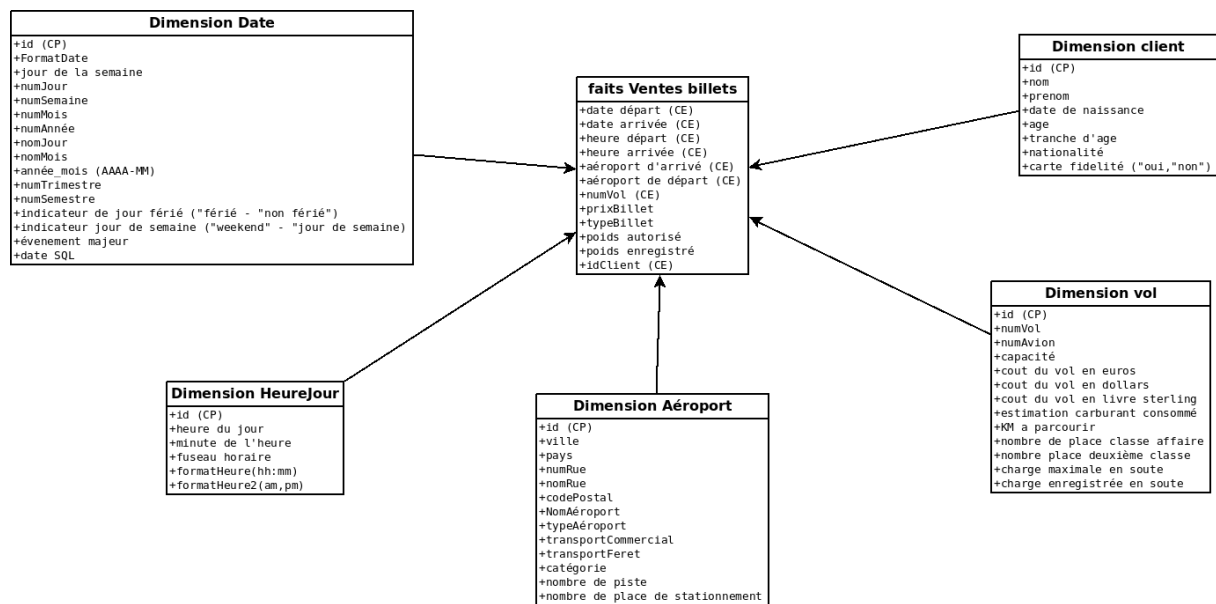 Dimension Date
+id (CP)
+FormatDate
+jour de la semaine
+numJour
+numSemaine
+numMois
+numAnnée
+nomJour
+nomMois
+année_mois (AAAA-MM)
+numTrimestre
+numSemestre
+indicateur de jour férié ("férié - "non férié")
+indicateur jour de semaine ("weekend" - "jour de semaine)
+évenement majeur
+date SQL
faits Ventes billets
+date départ (CE)
+date arrivée (CE)
+heure départ (CE)
+heure arrivée (CE)
+aéroport d'arrivé (CE)
+aéroport de départ (CE)
+numVol (CE)
+prixBillet
+typeBillet
+poids autorisé
+poids enregistré
+idClient (CE)
Dimension client
+id (CP)
+nom
+prenom
+date de naissance
+age
+tranche d'age
+nationalité
+carte fidelité ("oui,"non")
Dimension HeureJour
+id (CP)
+heure du jour
+minute de l'heure
+fuseau horaire
+formatHeure(hh:mm)
+formatHeure2(am,pm)
Dimension Aéroport
+id (CP)
+ville
+pays
+numRue
+nomRue
+codePostal
+NomAéroport
+typeAéroport
+transportCommercial
+transportFeret
+catégorie
+nombre de piste
+nombre de place de stationnement
Dimension vol
+id (CP)
+numVol
+numAvion
+capacité
+cout du vol en euros
+cout du vol en dollars
+cout du vol en livre sterling
+estimation carburant consommé
+KM a parcourir
+nombre de place classe affaire
+nombre place deuxième classe
+charge maximale en soute
+charge enregistrée en soute